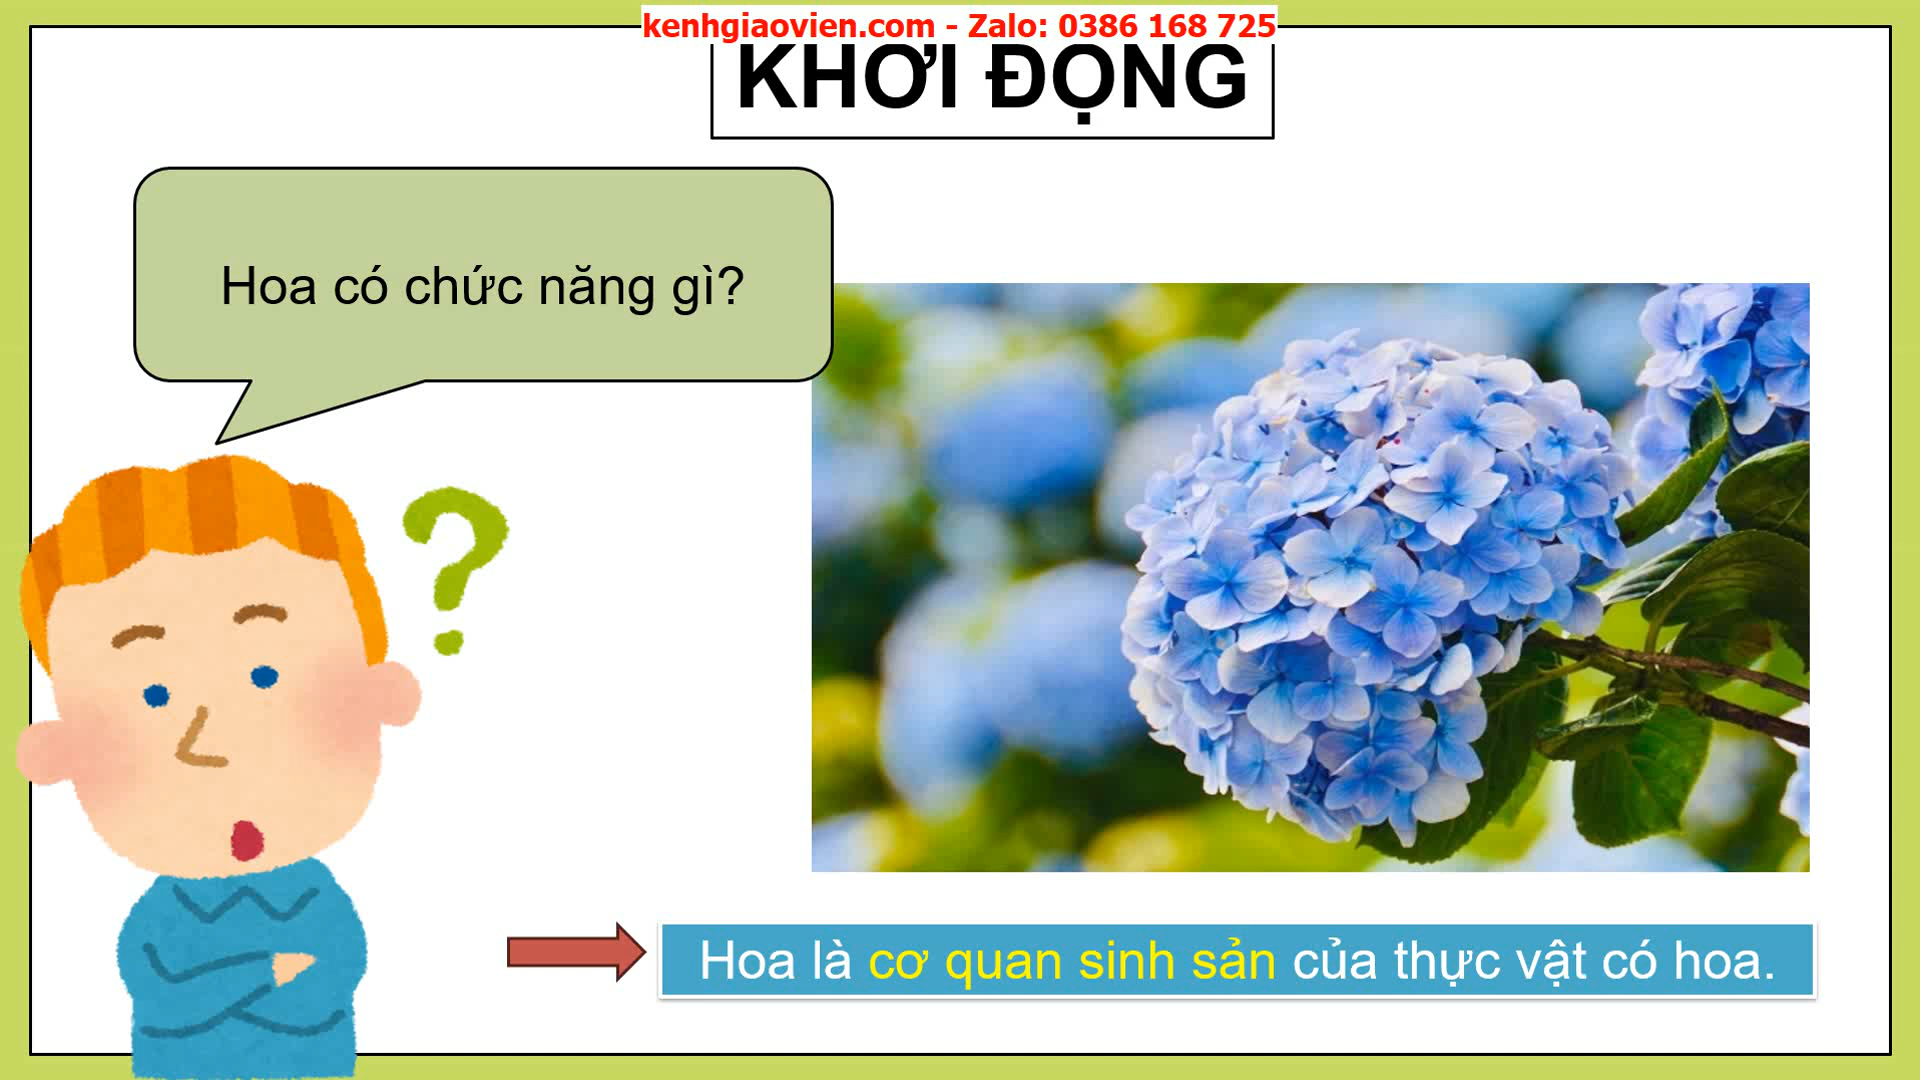 kenhgiaovien.com - Zalo: 0386 168 725
KHỞI ĐỘNG
Hoa có chức năng gì?
Hoa là cơ quan sinh sản của thực vật có hoa.